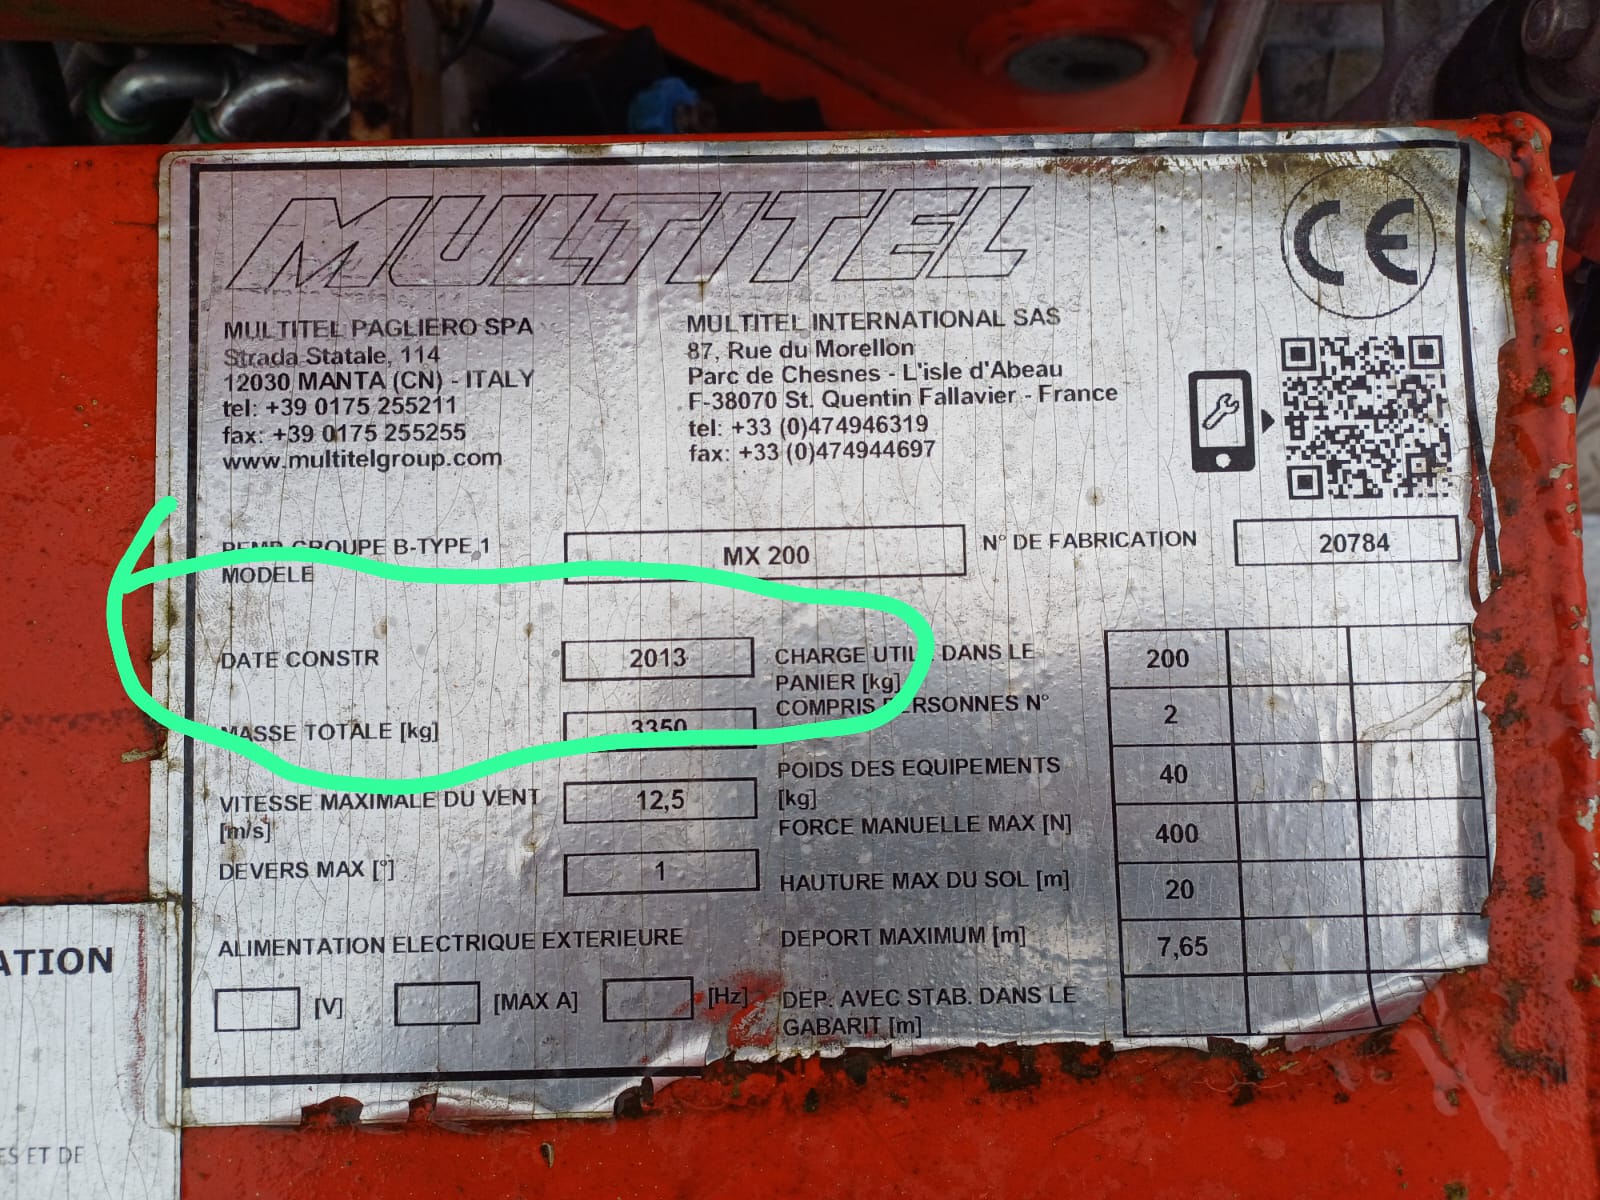 MULTITEL
CE
MULTITEL PAGLIERO SPA
Strada Statale, 114
12030 MANTA (CN) - ITALY
tel: +39 0175 255211
fax: +39 0175 255255
www.multitelgroup.com
MULTITEL INTERNATIONAL SAS
87, Rue du Morellon
Parc de Chesnes - L'isle d'Abeau
F-38070 St. Quentin Fallavier - France
tel: +33 (0)474946319
fax: +33 (0)474944697
PEMP GROUPE B-TYPE 1
MODELE
MX 200
N° DE FABRICATION
20784
DATE CONSTR
2013
MASSE TOTALE [kg]
3350
VITESSE MAXIMALE DU VENT
[m/s]
12,5
DEVERS MAX [°]
1
ALIMENTATION ELECTRIQUE EXTERIEURE
[V]
[MAX A]
[Hz]
CHARGE UTILE DANS LE
PANIER [kg]
200
COMPRIS PERSONNES N°
2
POIDS DES EQUIPEMENTS
[kg]
40
FORCE MANUELLE MAX [N]
400
HAUTURE MAX DU SOL [m]
20
DEPORT MAXIMUM [m]
7,65
DEP. AVEC STAB. DANS LE
GABARIT [m]
ATION
ES ET DE